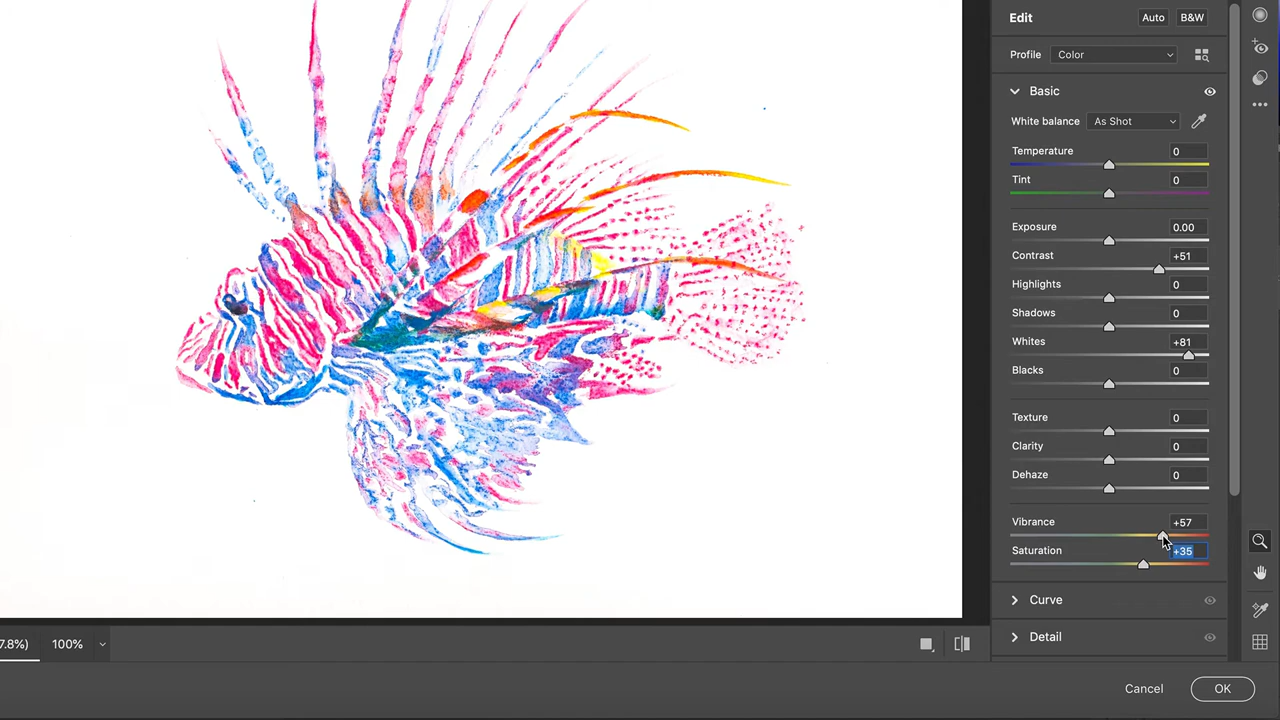 Edit Auto B&W
Profile Color
Basic
White balance As Shot
Temperature 0
Tint 0
Exposure 0.00
Contrast +51
Highlights 0
Shadows 0
Whites +81
Blacks 0
Texture 0
Clarity 0
Dehaze 0
Vibrance +57
Saturation +35
Curve
Detail
7.8%) 100%
Cancel OK